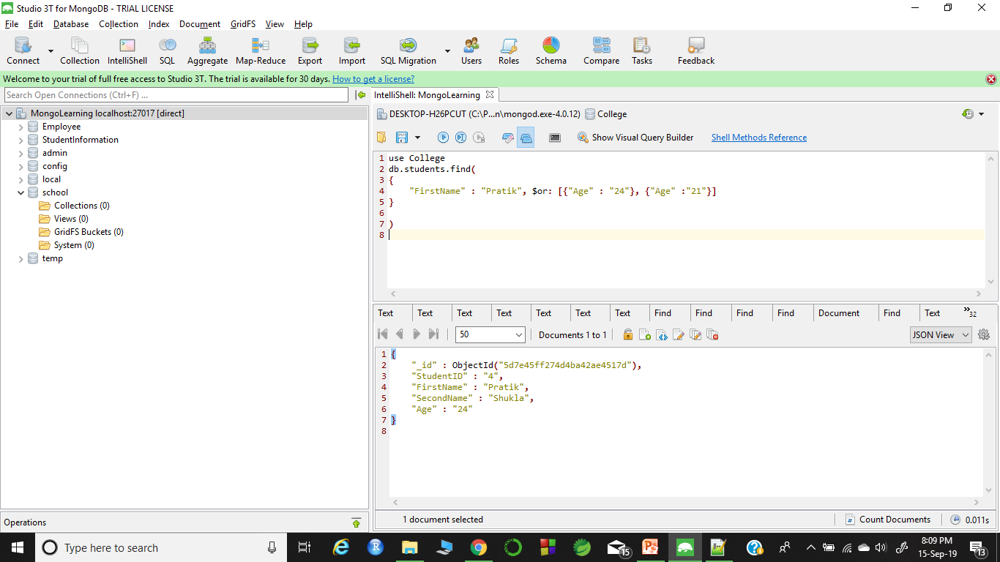 Studio 3T for MongoDB - TRIAL LICENSE
File Edit Database Collection Index Document GridFS View Help
Connect Collection IntelliShell SQL Aggregate Map-Reduce Export Import SQL Migration Users Roles Schema Compare Tasks Feedback
Welcome to your trial of full free access to Studio 3T. The trial is available for 30 days. How to get a license?
Search Open Connections (Ctrl+F) ...
MongoLearning localhost:27017 [direct]
Employee
StudentInformation
admin
config
local
school
Collections (0)
Views (0)
GridFS Buckets (0)
System (0)
temp
Operations
IntelliShell: MongoLearning
DESKTOP-H26PCUT (C:\P...n\mongod.exe-4.0.12) College
Show Visual Query Builder Shell Methods Reference
1 use College
2 db.students.find(
3 {
4 "FirstName" : "Pratik", $or: [{"Age" : "24"}, {"Age" :"21"}]
5 }
6
7 )
8
Text Text Text Text Text Text Text Find Find Find Find Document Find Text »32
50 Documents 1 to 1 JSON View
1 {
2 "_id" : ObjectId("5d7e45ff274d4ba42ae4517d"),
3 "StudentID" : "4",
4 "FirstName" : "Pratik",
5 "SecondName" : "Shukla",
6 "Age" : "24"
7 }
8
1 document selected Count Documents 0.011s
Type here to search 15 8:09 PM
15-Sep-19 13